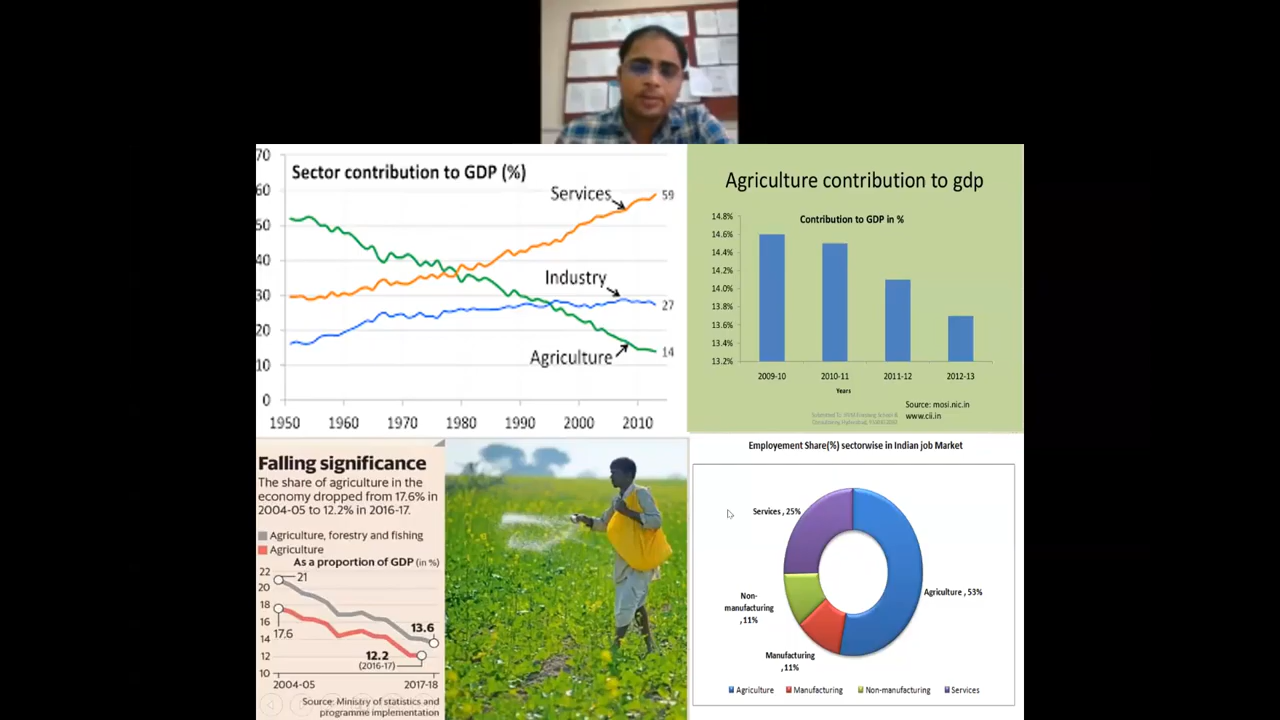 Sector contribution to GDP (%)
70
60
50
40
30
20
10
0
Services
59
Industry
27
Agriculture
14
1950 1960 1970 1980 1990 2000 2010
Agriculture contribution to gdp
Contribution to GDP in %
14.8%
14.6%
14.4%
14.2%
14.0%
13.8%
13.6%
13.4%
13.2%
2009-10 2010-11 2011-12 2012-13
Years
Source: mosi.nic.in
www.cii.in
Falling significance
The share of agriculture in the
economy dropped from 17.6% in
2004-05 to 12.2% in 2016-17.
Agriculture, forestry and fishing
Agriculture
As a proportion of GDP (in %)
22
20
18
16
14
12
10
21
17.6
13.6
12.2
(2016-17)
2004-05 2017-18
Source: Ministry of statistics and
programme implementation
Employement Share(%) sectorwise in Indian job Market
Services , 25%
Agriculture , 53%
Non-
manufacturing
,11%
Manufacturing
,11%
Agriculture Manufacturing Non-manufacturing Services